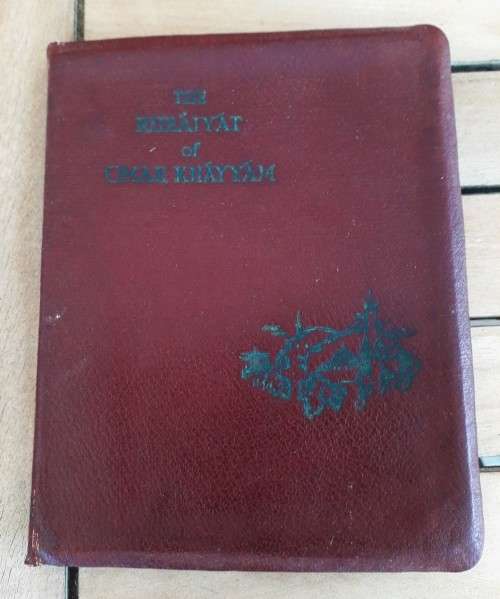 THE
RUBÁIYÁT
of
OMAR KHÁYYÁM